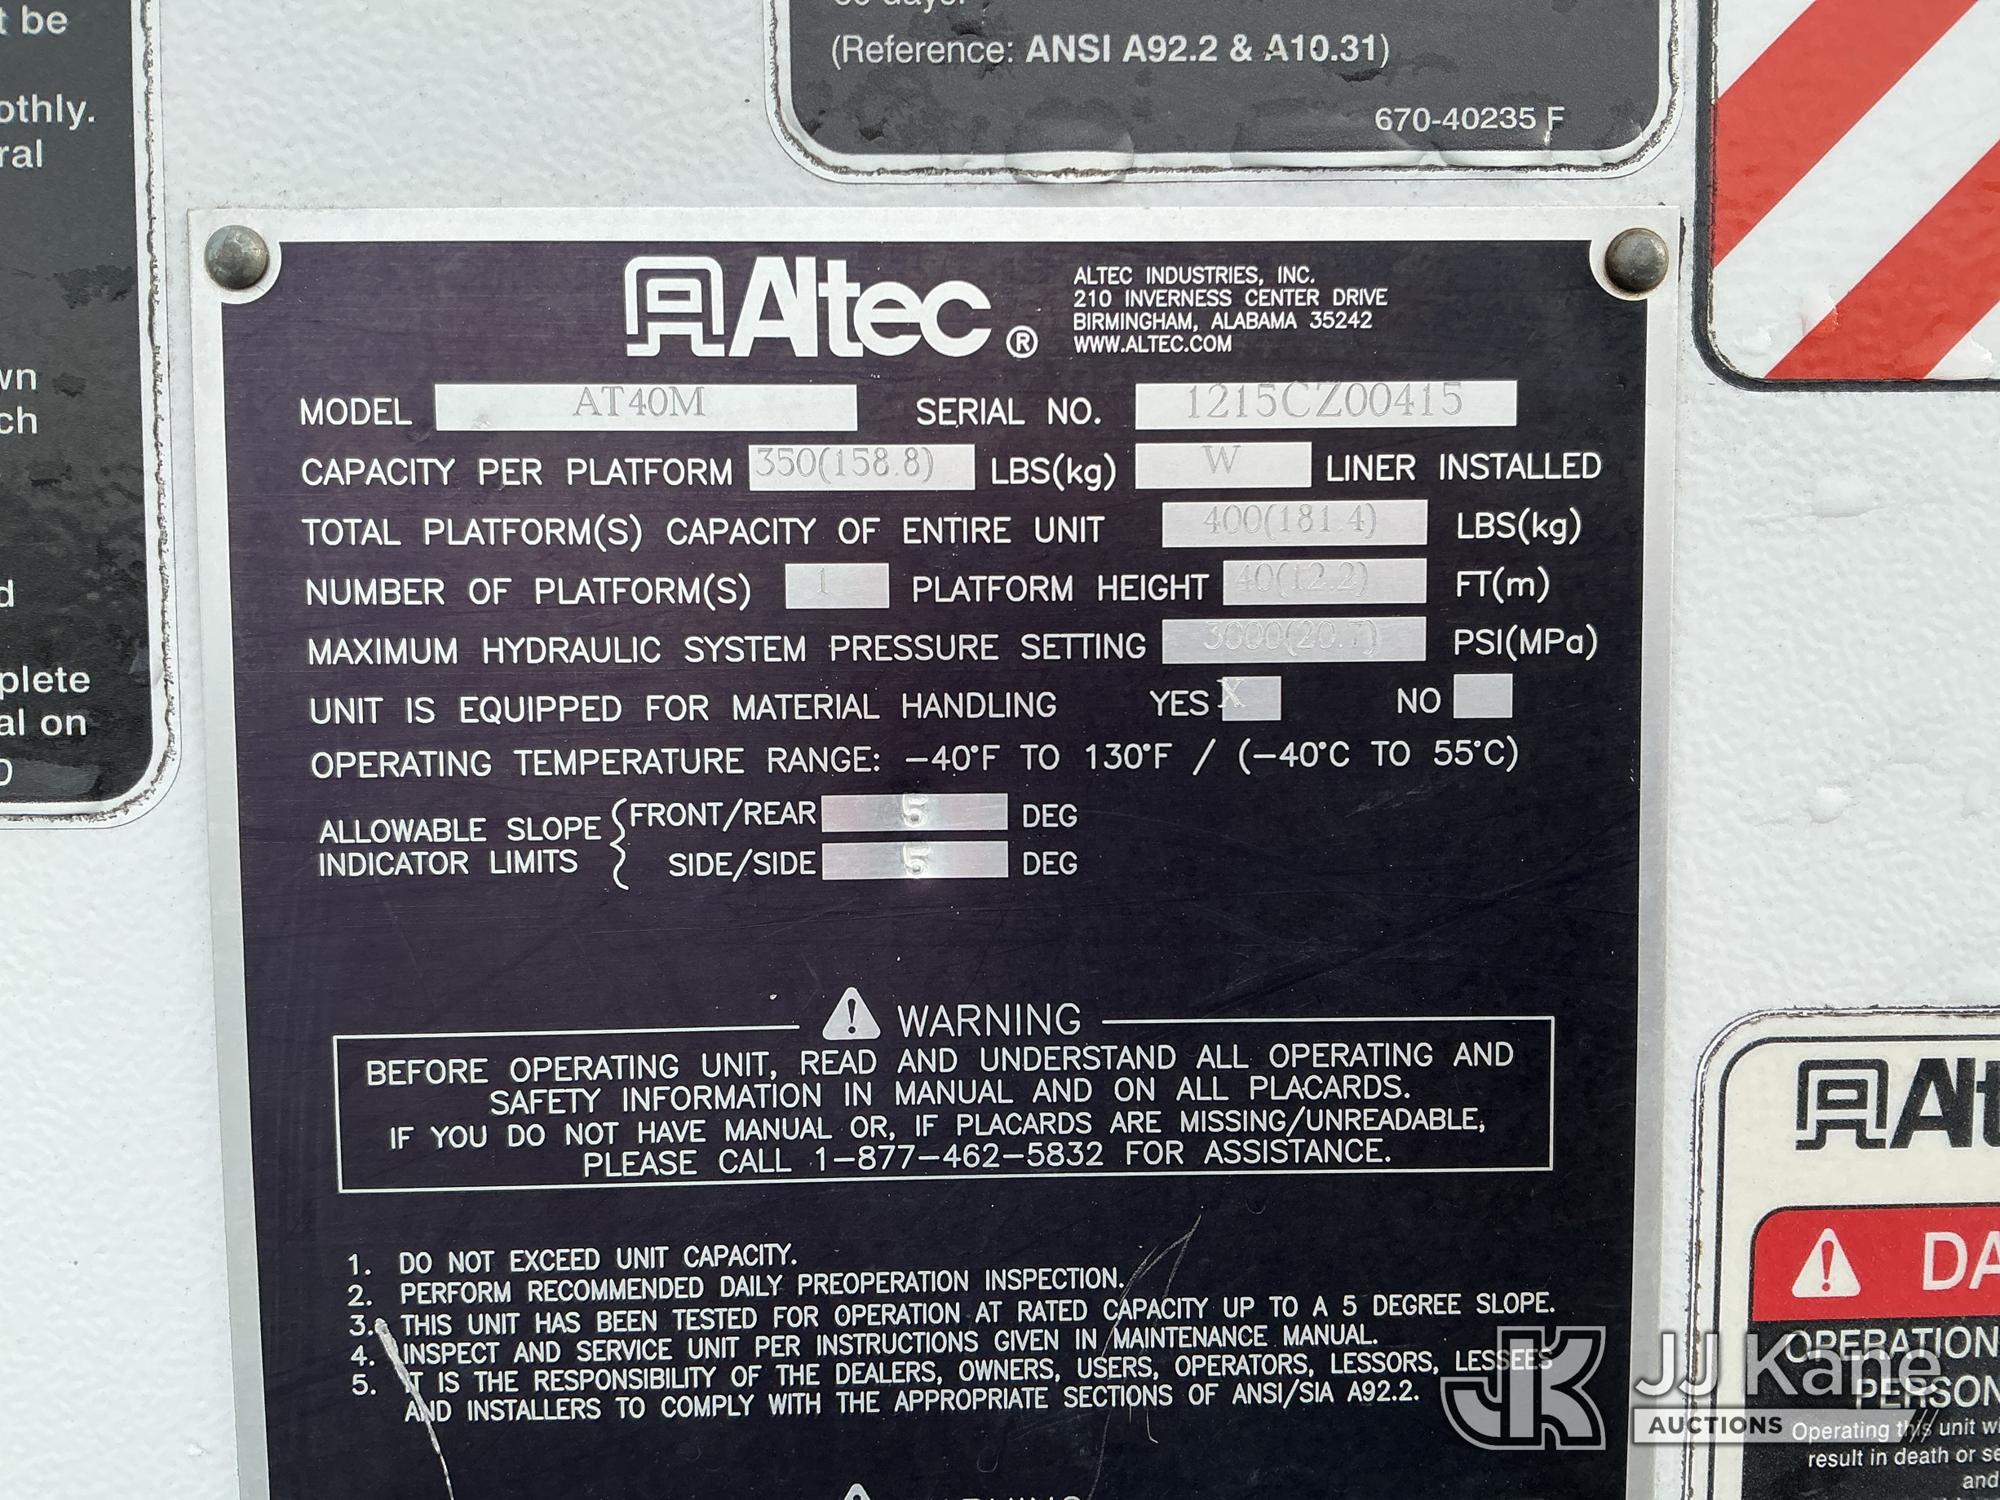 t be
othly.
ral
wn
ch
d
plete
al on
(Reference: ANSI A92.2 & A10.31)
670-40235 F
Altec ®
ALTEC INDUSTRIES, INC.
210 INVERNESS CENTER DRIVE
BIRMINGHAM, ALABAMA 35242
WWW.ALTEC.COM
MODEL AT40M SERIAL NO. 1215CZ00415
CAPACITY PER PLATFORM 350(158.8) LBS(kg) W LINER INSTALLED
TOTAL PLATFORM(S) CAPACITY OF ENTIRE UNIT 400(181.4) LBS(kg)
NUMBER OF PLATFORM(S) 1 PLATFORM HEIGHT 40(12.2) FT(m)
MAXIMUM HYDRAULIC SYSTEM PRESSURE SETTING 3000(20.7) PSI(MPa)
UNIT IS EQUIPPED FOR MATERIAL HANDLING YES X NO
OPERATING TEMPERATURE RANGE: -40°F TO 130°F / (-40°C TO 55°C)
ALLOWABLE SLOPE INDICATOR LIMITS
FRONT/REAR 5 DEG
SIDE/SIDE 5 DEG
WARNING
BEFORE OPERATING UNIT, READ AND UNDERSTAND ALL OPERATING AND
SAFETY INFORMATION IN MANUAL AND ON ALL PLACARDS.
IF YOU DO NOT HAVE MANUAL OR, IF PLACARDS ARE MISSING/UNREADABLE,
PLEASE CALL 1-877-462-5832 FOR ASSISTANCE.
1. DO NOT EXCEED UNIT CAPACITY.
2. PERFORM RECOMMENDED DAILY PREOPERATION INSPECTION.
3. THIS UNIT HAS BEEN TESTED FOR OPERATION AT RATED CAPACITY UP TO A 5 DEGREE SLOPE.
4. INSPECT AND SERVICE UNIT PER INSTRUCTIONS GIVEN IN MAINTENANCE MANUAL.
5. IT IS THE RESPONSIBILITY OF THE DEALERS, OWNERS, USERS, OPERATORS, LESSORS, LESSEES
AND INSTALLERS TO COMPLY WITH THE APPROPRIATE SECTIONS OF ANSI/SIA A92.2.
Alt
DA
OPERATION
PERSON
Operating this unit wi
result in death or se
and
JJ Kane
AUCTIONS